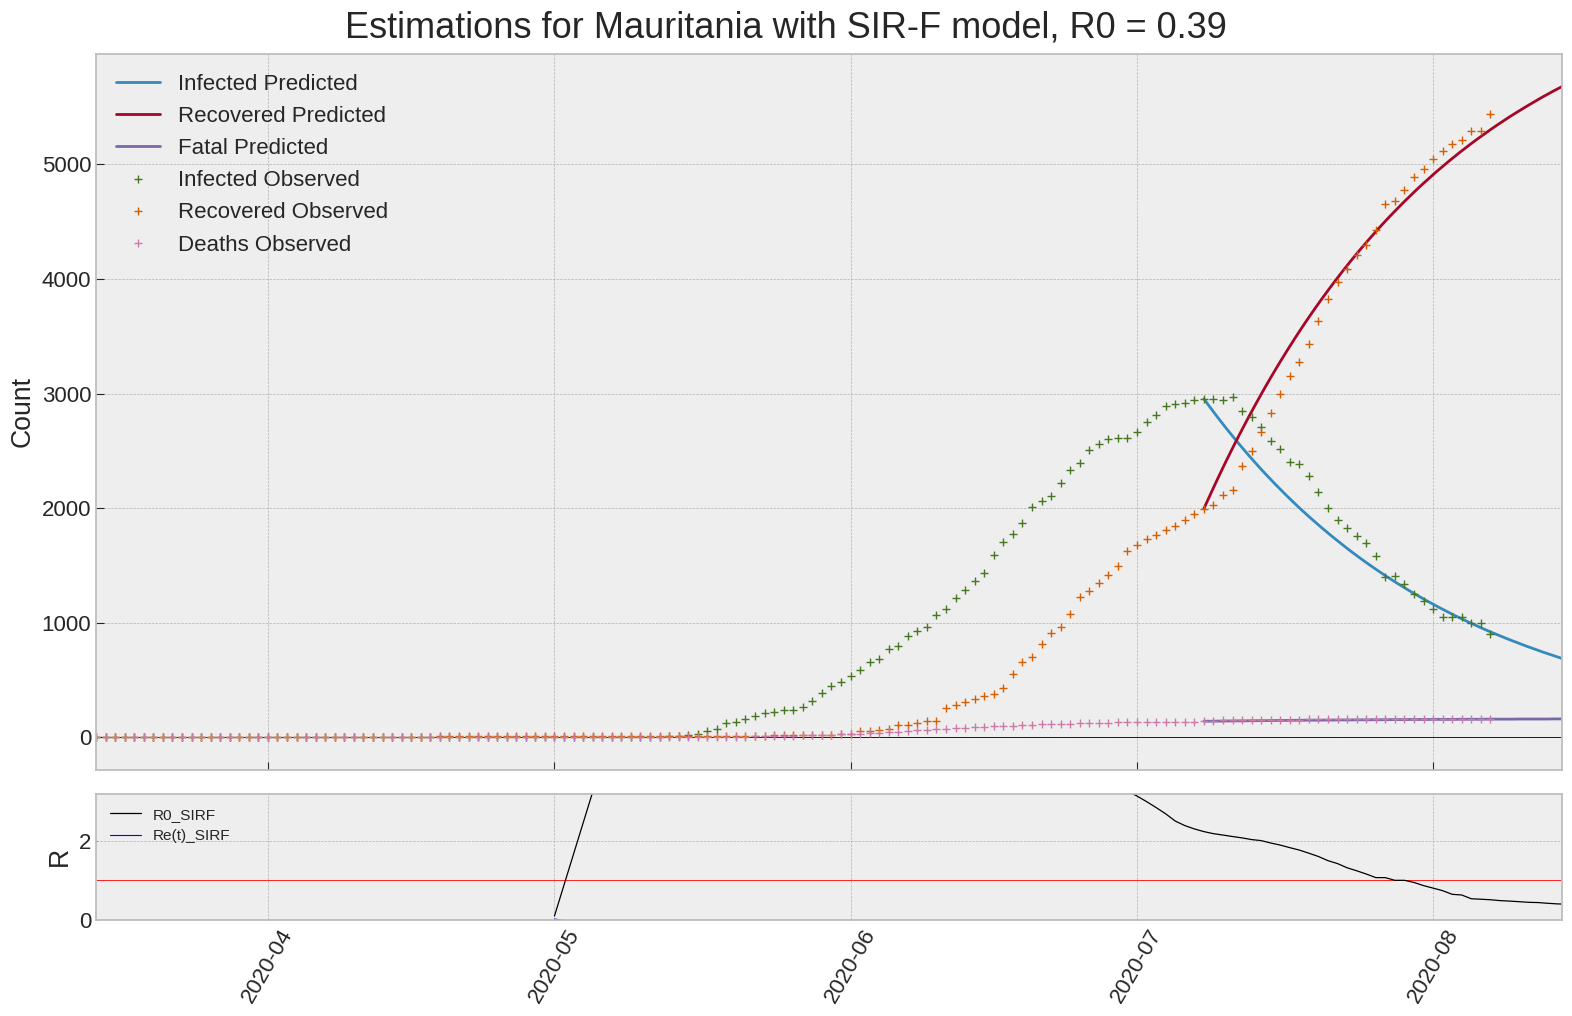 Estimations for Mauritania with SIR-F model, R0 = 0.39
Infected Predicted
Recovered Predicted
Fatal Predicted
Infected Observed
Recovered Observed
Deaths Observed
5000
4000
3000
2000
1000
0
Count
R0_SIRF
Re(t)_SIRF
2
0
R
2020-04
2020-05
2020-06
2020-07
2020-08